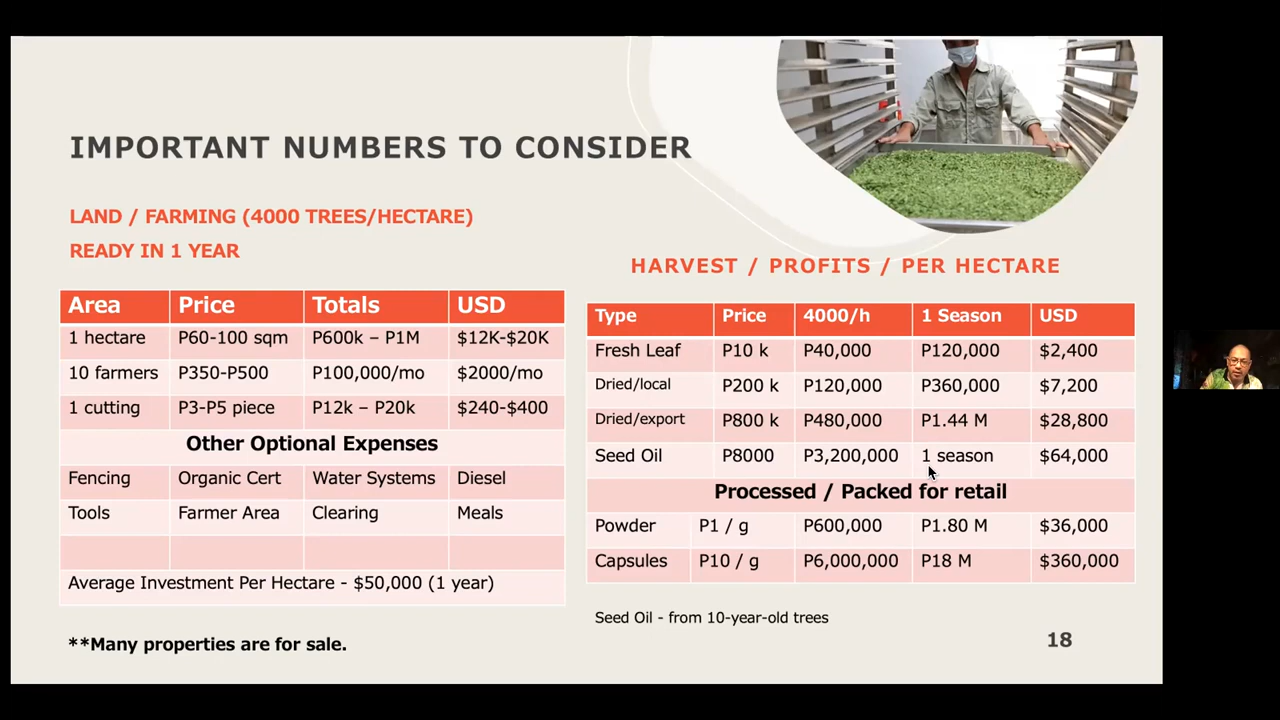 IMPORTANT NUMBERS TO CONSIDER
LAND / FARMING (4000 TREES/HECTARE)
READY IN 1 YEAR
Area Price Totals USD
1 hectare P60-100 sqm P600k – P1M $12K-$20K
10 farmers P350-P500 P100,000/mo $2000/mo
1 cutting P3-P5 piece P12k – P20k $240-$400
Other Optional Expenses
Fencing Organic Cert Water Systems Diesel
Tools Farmer Area Clearing Meals
Average Investment Per Hectare - $50,000 (1 year)
**Many properties are for sale.
HARVEST / PROFITS / PER HECTARE
Type Price 4000/h 1 Season USD
Fresh Leaf P10 k P40,000 P120,000 $2,400
Dried/local P200 k P120,000 P360,000 $7,200
Dried/export P800 k P480,000 P1.44 M $28,800
Seed Oil P8000 P3,200,000 1 season $64,000
Processed / Packed for retail
Powder P1 / g P600,000 P1.80 M $36,000
Capsules P10 / g P6,000,000 P18 M $360,000
Seed Oil - from 10-year-old trees
18